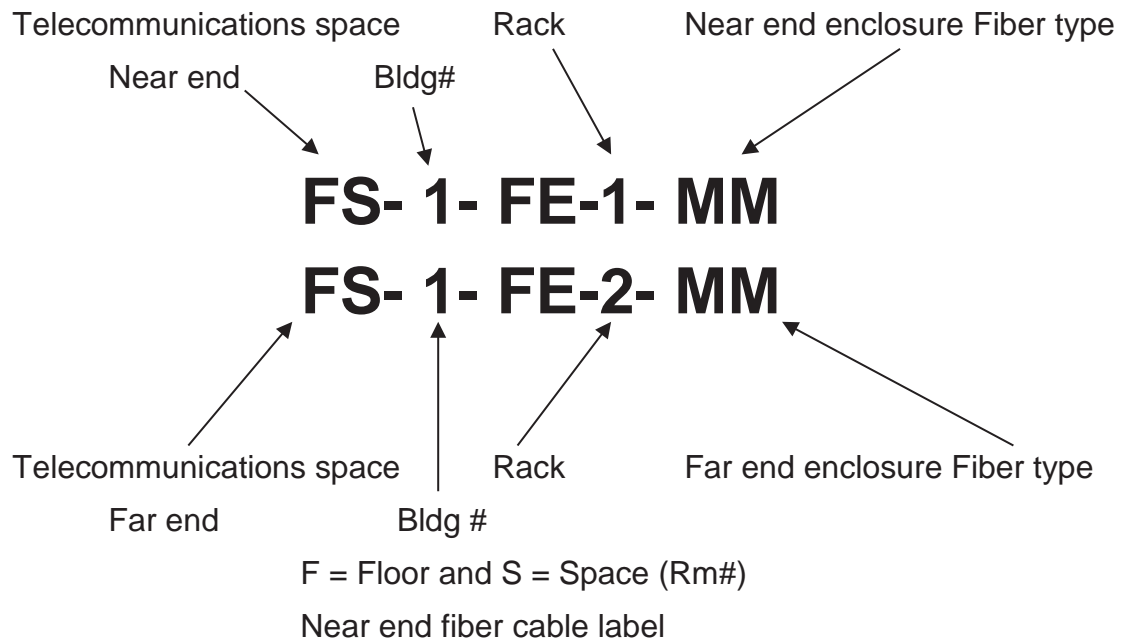 Telecommunications space Rack Near end enclosure Fiber type
Near end Bldg#
FS- 1- FE-1- MM
FS- 1- FE-2- MM
Telecommunications space Rack Far end enclosure Fiber type
Far end Bldg #
F = Floor and S = Space (Rm#)
Near end fiber cable label